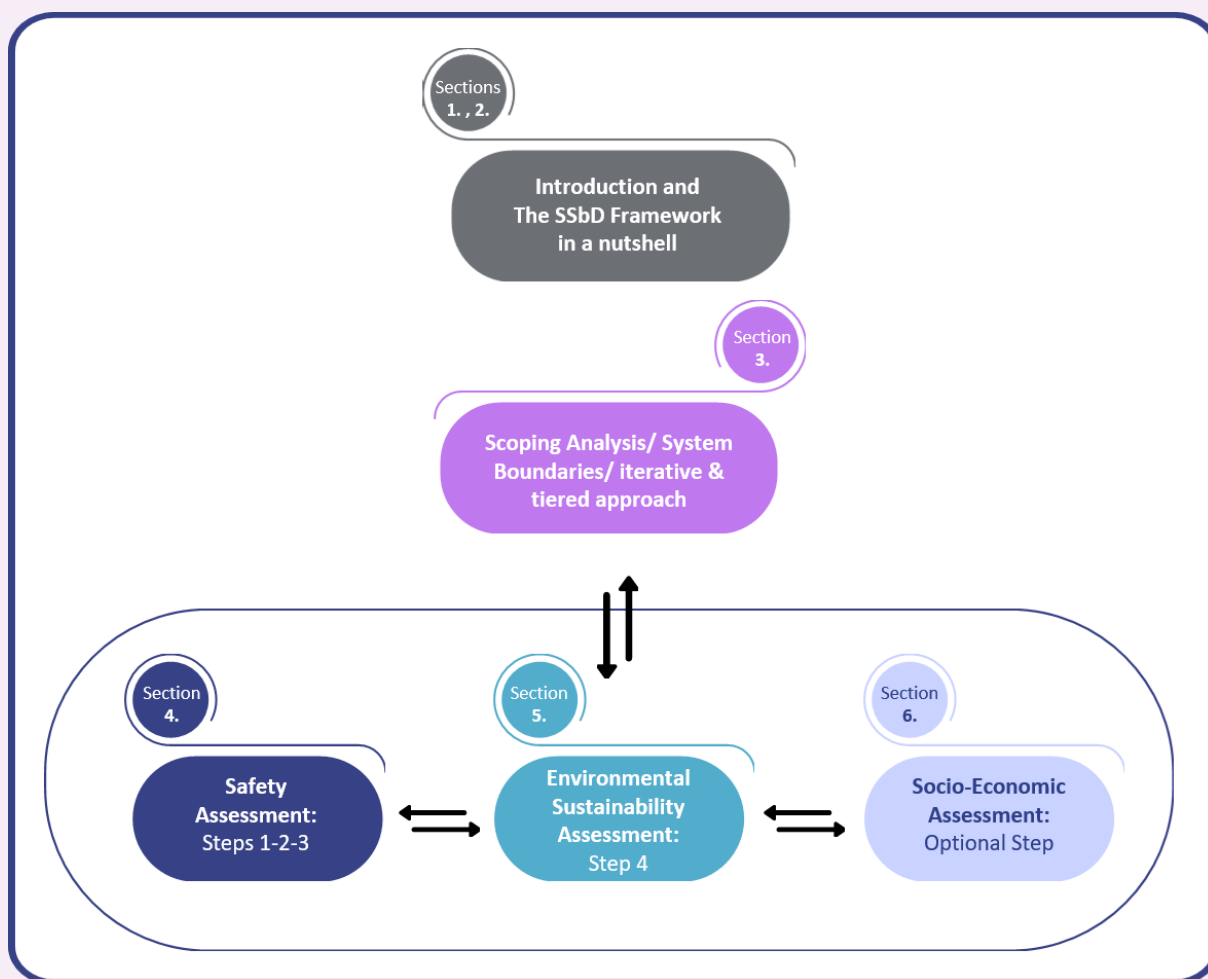 Sections
1. , 2.
Introduction and
The SSbD Framework
in a nutshell
Section
3.
Scoping Analysis/ System
Boundaries/ iterative &
tiered approach
Section
4.
Safety
Assessment:
Steps 1-2-3
Section
5.
Environmental
Sustainability
Assessment:
Step 4
Section
6.
Socio-Economic
Assessment:
Optional Step